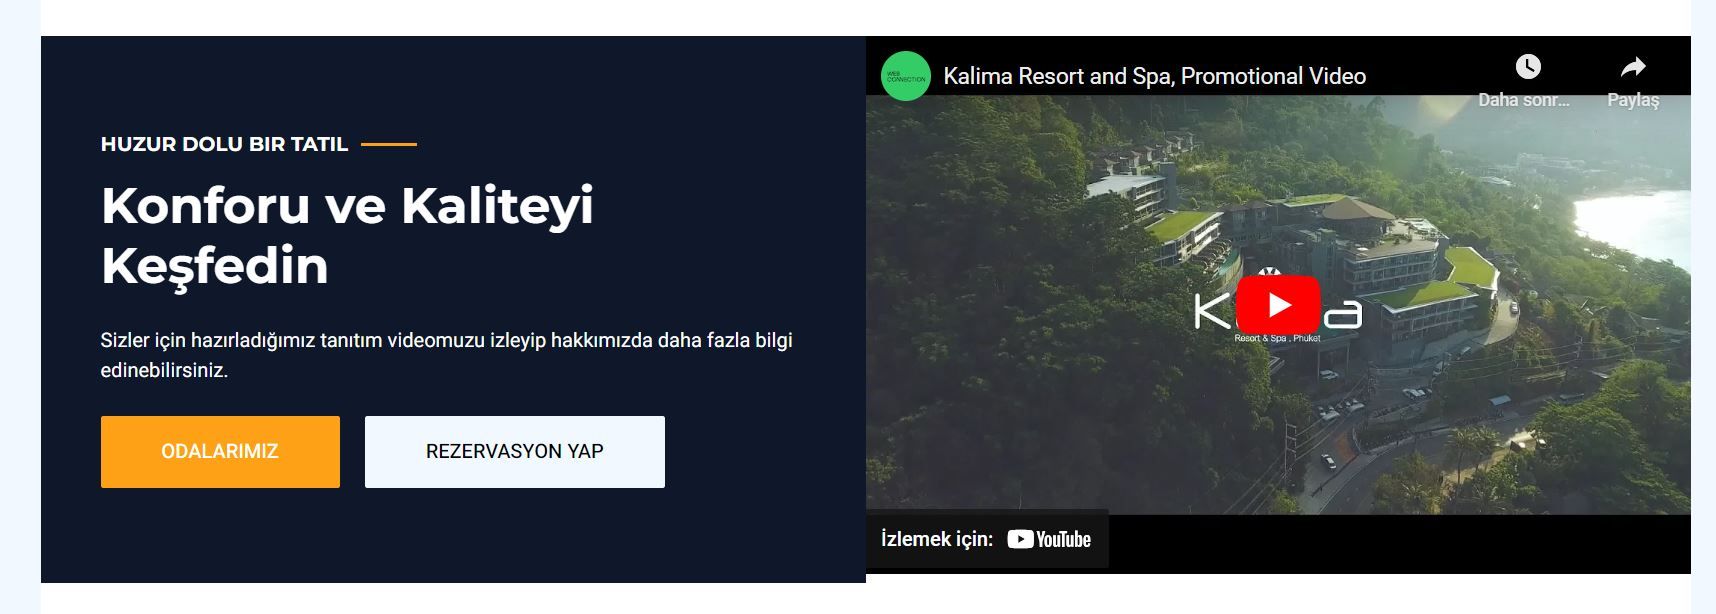 HUZUR DOLU BIR TATIL
Konforu ve Kaliteyi
Keşfedin
Sizler için hazırladığımız tanıtım videomuzu izleyip hakkımızda daha fazla bilgi
edinebilirsiniz.
ODALARIMIZ
REZERVASYON YAP
WEB
CONNECTION
Kalima Resort and Spa, Promotional Video
Daha sonr...
Paylaş
K
a
Resort & Spa , Phuket
İzlemek için:
YouTube